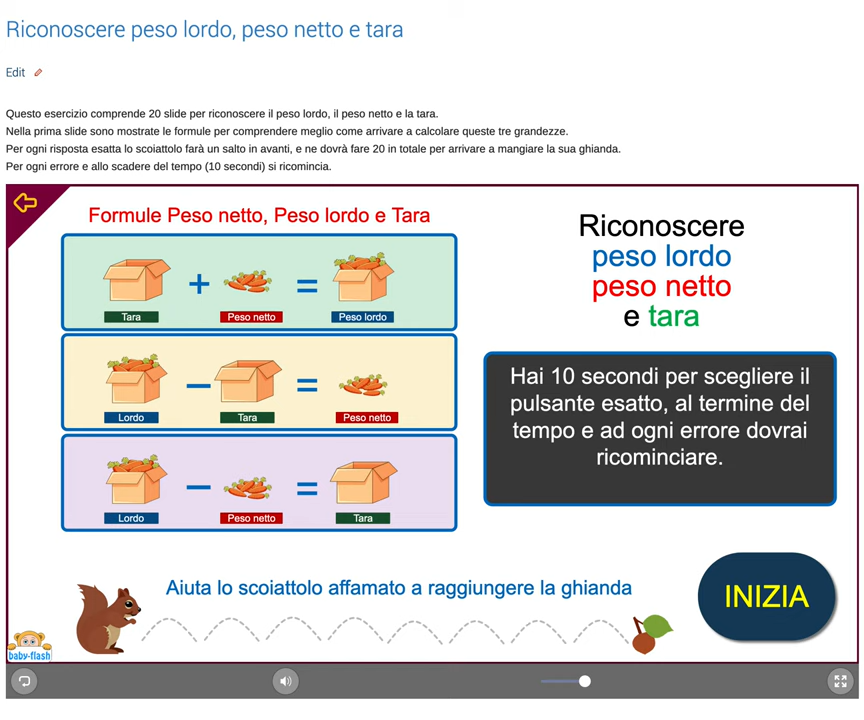 Riconoscere peso lordo, peso netto e tara
Edit
Questo esercizio comprende 20 slide per riconoscere il peso lordo, il peso netto e la tara.
Nella prima slide sono mostrate le formule per comprendere meglio come arrivare a calcolare queste tre grandezze.
Per ogni risposta esatta lo scoiattolo farà un salto in avanti, e ne dovrà fare 20 in totale per arrivare a mangiare la sua ghianda.
Per ogni errore e allo scadere del tempo (10 secondi) si ricomincia.
Formule Peso netto, Peso lordo e Tara
+ =
Tara Peso netto Peso lordo
− =
Lordo Tara Peso netto
− =
Lordo Peso netto Tara
Riconoscere
peso lordo
peso netto
e tara
Hai 10 secondi per scegliere il
pulsante esatto, al termine del
tempo e ad ogni errore dovrai
ricominciare.
Aiuta lo scoiattolo affamato a raggiungere la ghianda
INIZIA
baby-flash